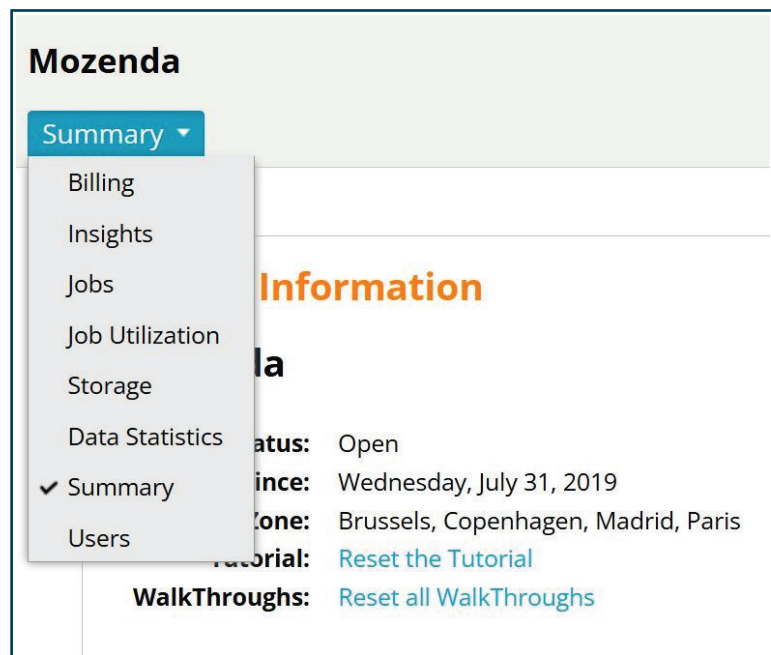 Mozenda
Summary
Billing
Insights
Jobs
Job Utilization
Storage
Data Statistics
Summary
Users
Information
da
atus: Open
ince: Wednesday, July 31, 2019
Zone: Brussels, Copenhagen, Madrid, Paris
Tutorial: Reset the Tutorial
WalkThroughs: Reset all WalkThroughs